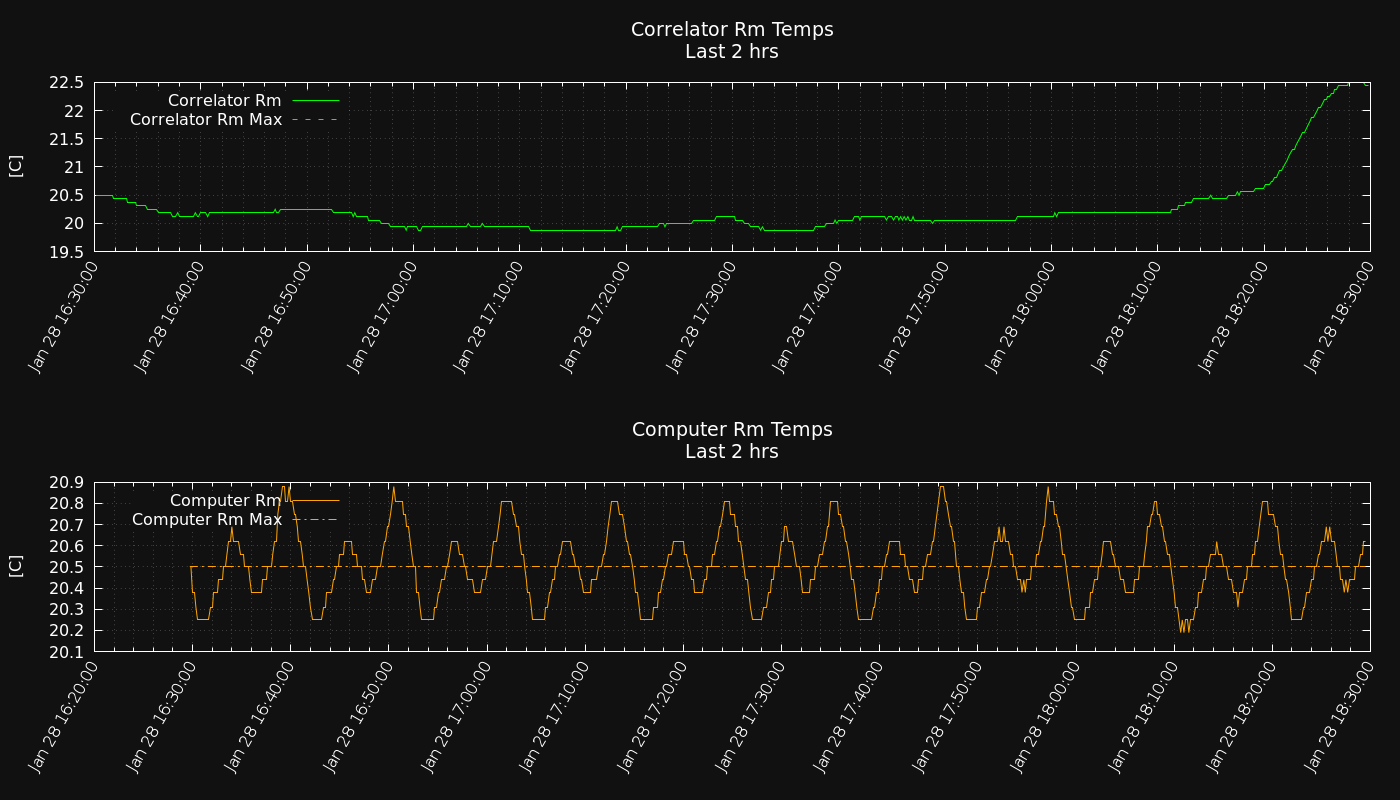 Correlator Rm Temps
Last 2 hrs
22.5
22
21.5
21
20.5
20
19.5
[C]
Correlator Rm
Correlator Rm Max
Jan 28 16:30:00
Jan 28 16:40:00
Jan 28 16:50:00
Jan 28 17:00:00
Jan 28 17:10:00
Jan 28 17:20:00
Jan 28 17:30:00
Jan 28 17:40:00
Jan 28 17:50:00
Jan 28 18:00:00
Jan 28 18:10:00
Jan 28 18:20:00
Jan 28 18:30:00
Computer Rm Temps
Last 2 hrs
20.9
20.8
20.7
20.6
20.5
20.4
20.3
20.2
20.1
[C]
Computer Rm
Computer Rm Max
Jan 28 16:20:00
Jan 28 16:30:00
Jan 28 16:40:00
Jan 28 16:50:00
Jan 28 17:00:00
Jan 28 17:10:00
Jan 28 17:20:00
Jan 28 17:30:00
Jan 28 17:40:00
Jan 28 17:50:00
Jan 28 18:00:00
Jan 28 18:10:00
Jan 28 18:20:00
Jan 28 18:30:00